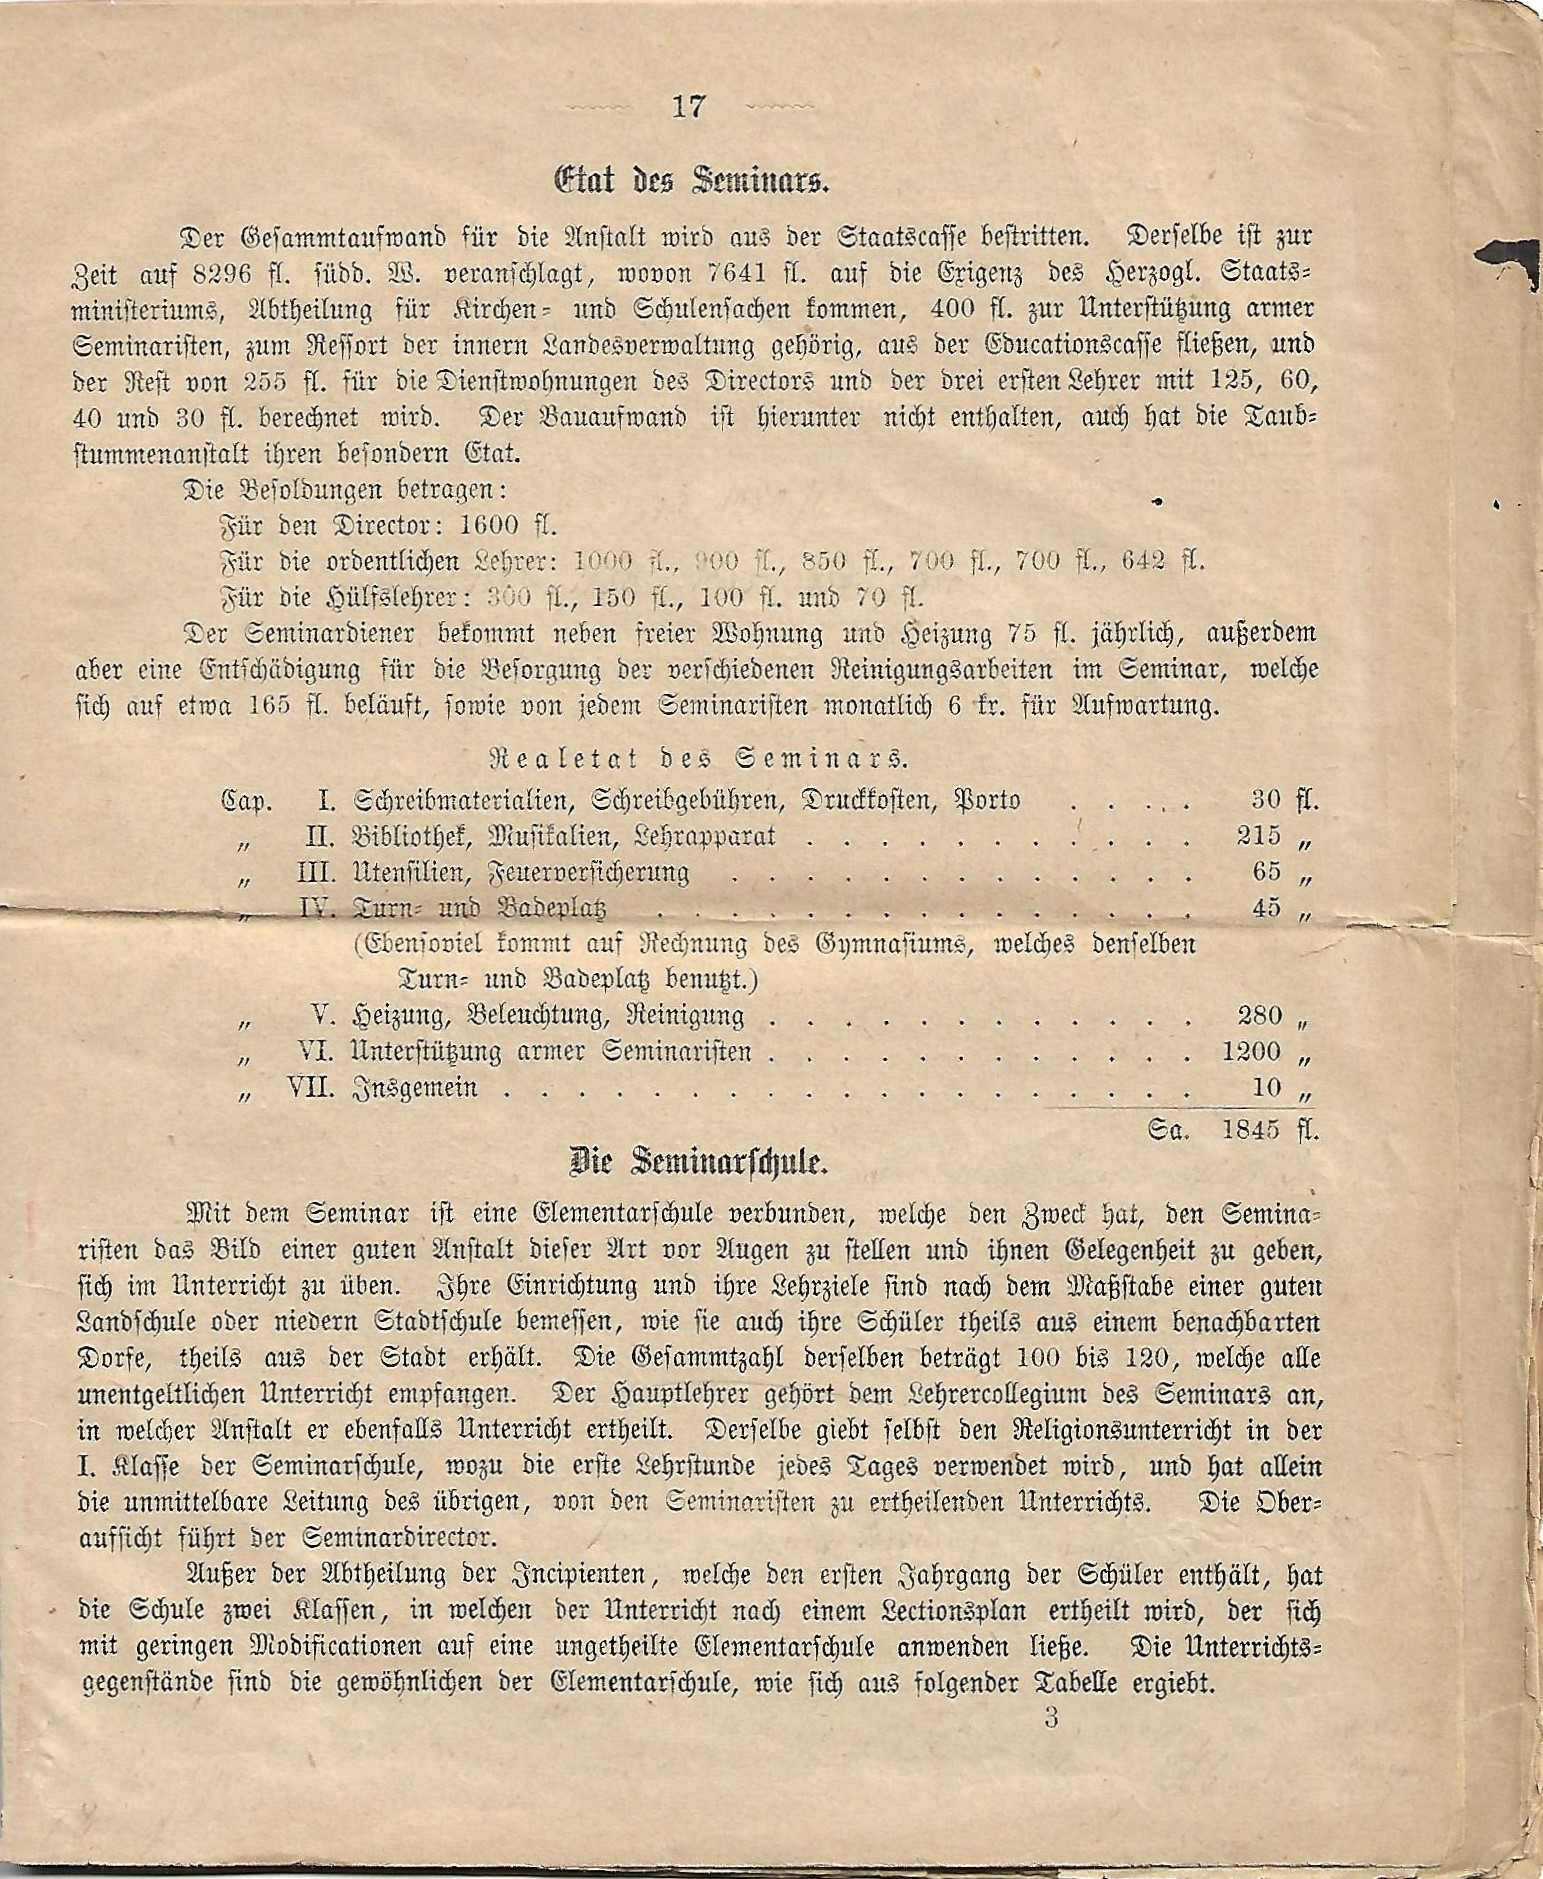 17
Etat des Seminars.
Der Gesammtaufwand für die Anstalt wird aus der Staatscasse bestritten. Derselbe ist zur
Zeit auf 8296 fl. südd. W. veranschlagt, wovon 7641 fl. auf die Exigenz des Herzogl. Staats-
ministeriums, Abtheilung für Kirchen- und Schulensachen kommen, 400 fl. zur Unterstützung armer
Seminaristen, zum Ressort der innern Landesverwaltung gehörig, aus der Educationscasse fließen, und
der Rest von 255 fl. für die Dienstwohnungen des Directors und der drei ersten Lehrer mit 125, 60,
40 und 30 fl. berechnet wird. Der Bauaufwand ist hierunter nicht enthalten, auch hat die Taub-
stummenanstalt ihren besondern Etat.
Die Besoldungen betragen:
Für den Director: 1600 fl.
Für die ordentlichen Lehrer: 1000 fl., 900 fl., 850 fl., 700 fl., 700 fl., 642 fl.
Für die Hülfslehrer: 300 fl., 150 fl., 100 fl. und 70 fl.
Der Seminardiener bekommt neben freier Wohnung und Heizung 75 fl. jährlich, außerdem
aber eine Entschädigung für die Besorgung der verschiedenen Reinigungsarbeiten im Seminar, welche
sich auf etwa 165 fl. beläuft, sowie von jedem Seminaristen monatlich 6 kr. für Aufwartung.
Realetat des Seminars.
Cap. I. Schreibmaterialien, Schreibgebühren, Druckkosten, Porto . . . . 30 fl.
„ II. Bibliothek, Musikalien, Lehrapparat . . . . . . . . . . . 215 „
„ III. Utensilien, Feuerversicherung . . . . . . . . . . . . . 65 „
„ IV. Turn- und Badeplatz . . . . . . . . . . . . . . . 45 „
(Ebensoviel kommt auf Rechnung des Gymnasiums, welches denselben
Turn- und Badeplatz benutzt.)
„ V. Heizung, Beleuchtung, Reinigung . . . . . . . . . . . . 280 „
„ VI. Unterstützung armer Seminaristen . . . . . . . . . . . . 1200 „
„ VII. Insgemein . . . . . . . . . . . . . . . . . . . 10 „
Sa. 1845 fl.
Die Seminarschule.
Mit dem Seminar ist eine Elementarschule verbunden, welche den Zweck hat, den Semina-
risten das Bild einer guten Anstalt dieser Art vor Augen zu stellen und ihnen Gelegenheit zu geben,
sich im Unterricht zu üben. Ihre Einrichtung und ihre Lehrziele sind nach dem Maßstabe einer guten
Landschule oder niedern Stadtschule bemessen, wie sie auch ihre Schüler theils aus einem benachbarten
Dorfe, theils aus der Stadt erhält. Die Gesammtzahl derselben beträgt 100 bis 120, welche alle
unentgeltlichen Unterricht empfangen. Der Hauptlehrer gehört dem Lehrercollegium des Seminars an,
in welcher Anstalt er ebenfalls Unterricht ertheilt. Derselbe giebt selbst den Religionsunterricht in der
I. Klasse der Seminarschule, wozu die erste Lehrstunde jedes Tages verwendet wird, und hat allein
die unmittelbare Leitung des übrigen, von den Seminaristen zu ertheilenden Unterrichts. Die Ober-
aufsicht führt der Seminardirector.
Außer der Abtheilung der Incipienten, welche den ersten Jahrgang der Schüler enthält, hat
die Schule zwei Klassen, in welchen der Unterricht nach einem Lectionsplan ertheilt wird, der sich
mit geringen Modificationen auf eine ungetheilte Elementarschule anwenden ließe. Die Unterrichts-
gegenstände sind die gewöhnlichen der Elementarschule, wie sich aus folgender Tabelle ergiebt.
3